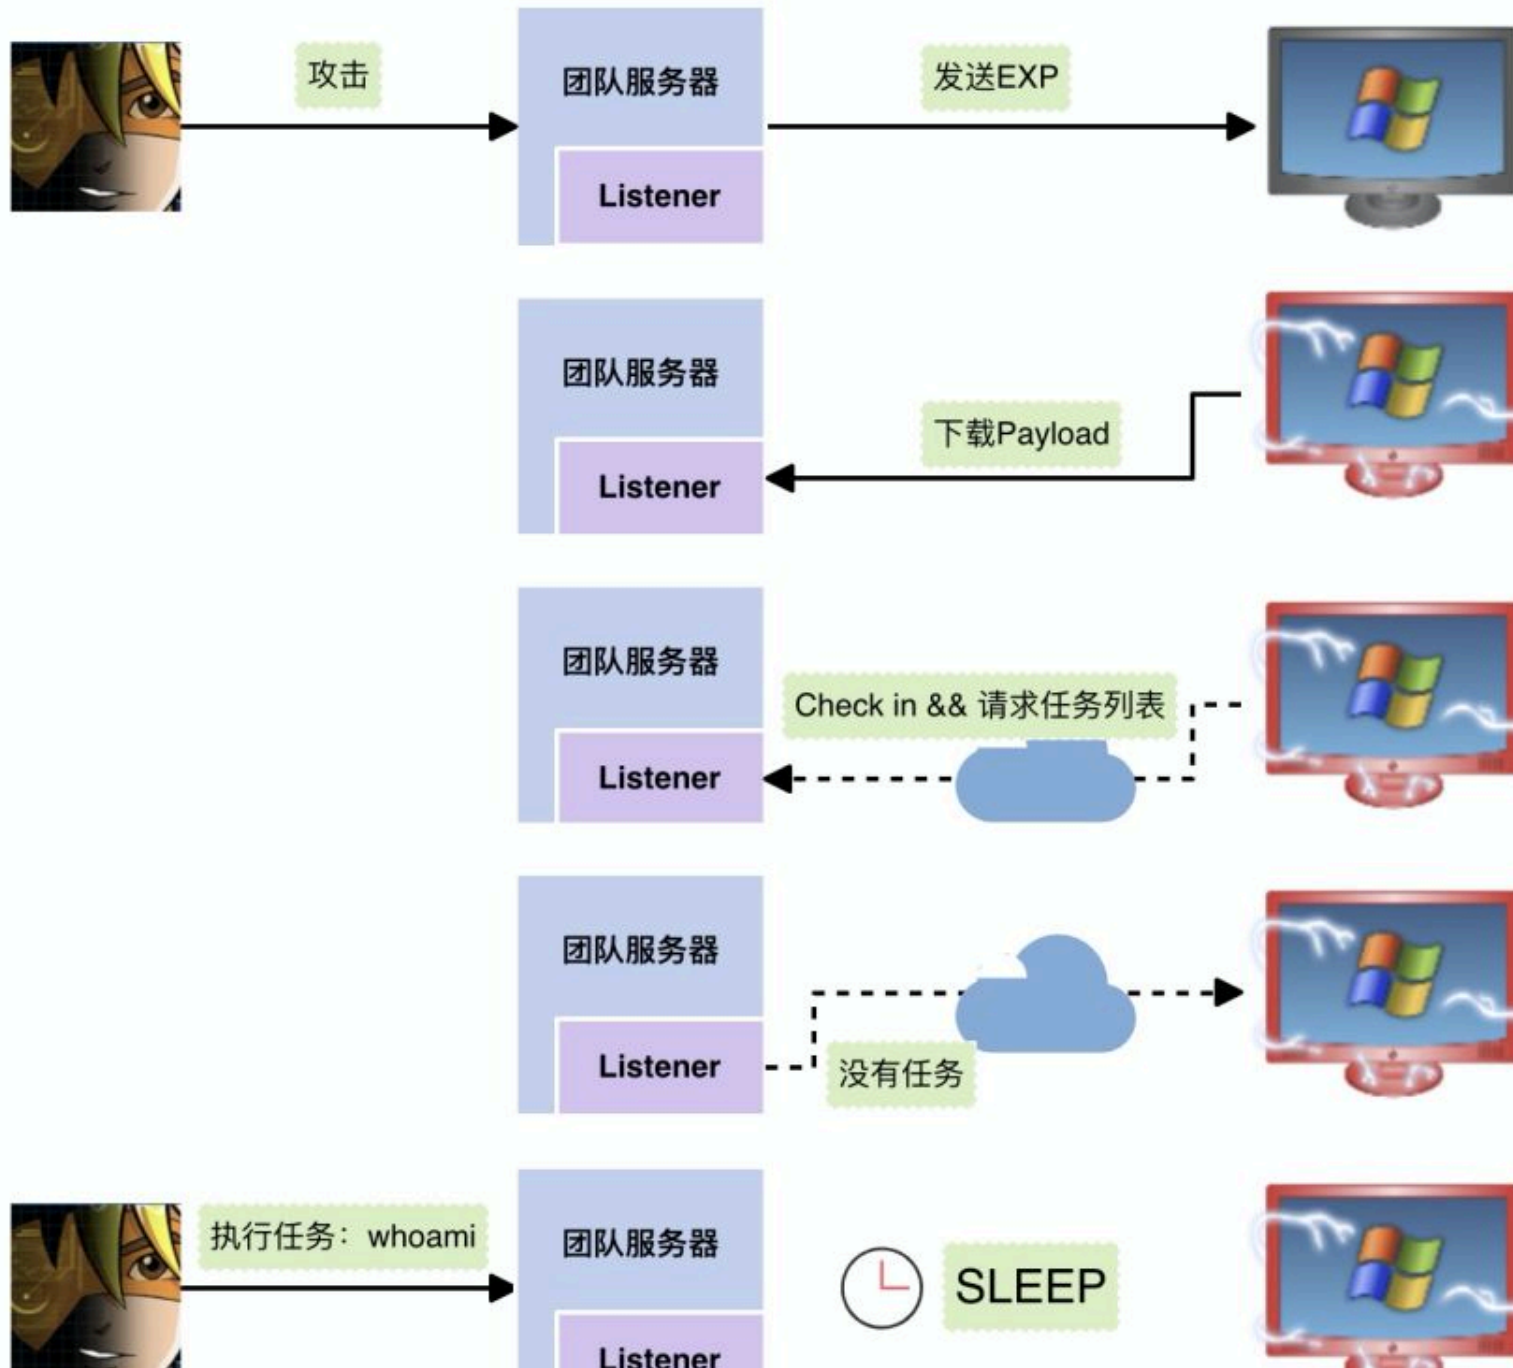 攻击
团队服务器
发送EXP
Listener
团队服务器
下载Payload
Listener
团队服务器
Check in && 请求任务列表
Listener
团队服务器
Listener
没有任务
执行任务：whoami
团队服务器
SLEEP
Listener